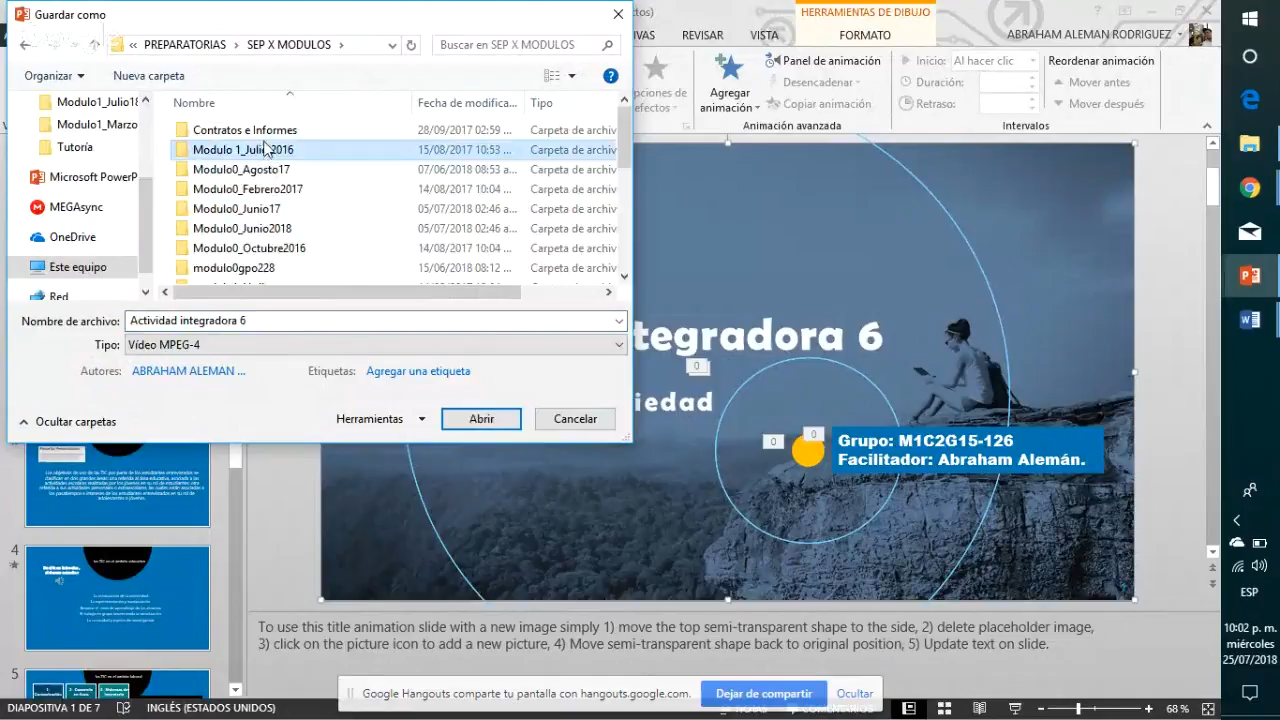 Guardar como
PREPARATORIAS > SEP X MODULOS >
Buscar en SEP X MODULOS
Organizar
Nueva carpeta
Nombre
Fecha de modifica...
Tipo
Modulo1_Julio18
Modulo1_Marzo
Tutoría
Microsoft PowerP
MEGAsync
OneDrive
Este equipo
Red
Contratos e Informes 28/09/2017 02:59 ... Carpeta de archiv
Modulo 1_Julio 2016 15/08/2017 10:53 ... Carpeta de archiv
Modulo0_Agosto17 07/06/2018 08:53 a... Carpeta de archiv
Modulo0_Febrero2017 14/08/2017 10:04 ... Carpeta de archiv
Modulo0_Junio17 05/07/2018 02:46 a... Carpeta de archiv
Modulo0_Junio2018 05/07/2018 02:46 a... Carpeta de archiv
Modulo0_Octubre2016 14/08/2017 10:04 ... Carpeta de archiv
modulo0gpo228 15/06/2018 08:12 ... Carpeta de archiv
Nombre de archivo: Actividad integradora 6
Tipo: Vídeo MPEG-4
Autores: ABRAHAM ALEMAN ...
Etiquetas: Agregar una etiqueta
Ocultar carpetas
Herramientas
Abrir
Cancelar
HERRAMIENTAS DE DIBUJO
REVISAR
VISTA
FORMATO
ABRAHAM ALEMAN RODRIGUEZ
Agregar
animación
Panel de animación
Desencadenar
Copiar animación
Animación avanzada
Inicio: Al hacer clic
Duración:
Retraso:
Reordenar animación
Mover antes
Mover después
Intervalos
tegradora 6
iedad
0
0
0
Grupo: M1C2G15-126
Facilitador: Abraham Alemán.
4
5
To use this title animation slide with a new image simply 1) move the top semi-transparent shape to the side, 2) delete placeholder image,
3) click on the picture icon to add a new picture, 4) Move semi-transparent shape back to original position, 5) Update text on slide.
Google Hangouts comparte tu pantalla con hangouts.google.com.
Dejar de compartir
Ocultar
DIAPOSITIVA 1 DE 7
INGLÉS (ESTADOS UNIDOS)
68 %
ESP
10:02 p. m.
miércoles
25/07/2018